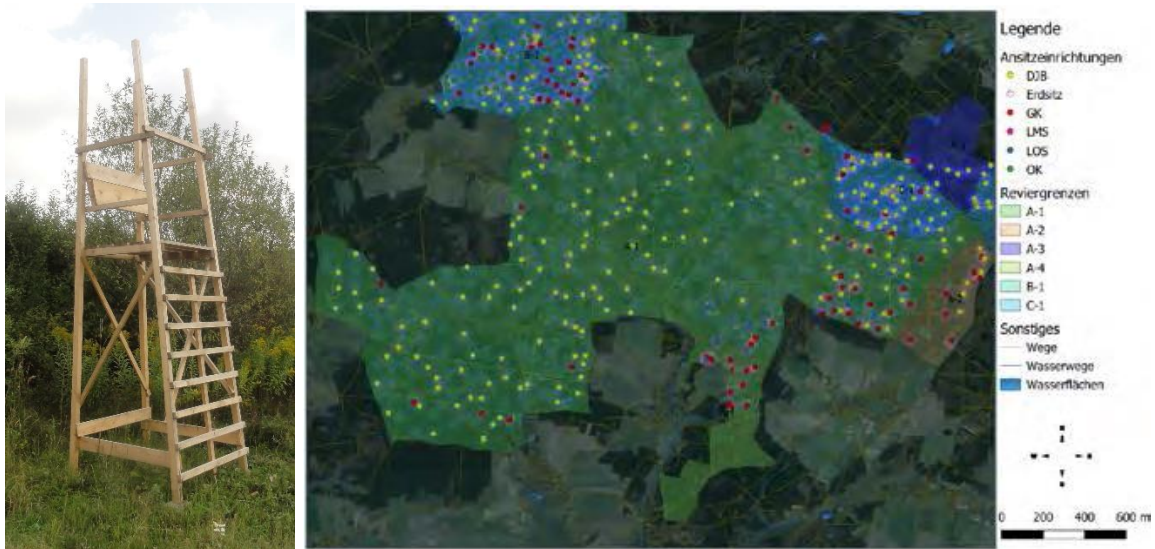 Legende
Ansitzeinrichtungen
DJB
Erdsitz
GK
LMS
LOS
OK
Reviergrenzen
A-1
A-2
A-3
A-4
B-1
C-1
Sonstiges
Wege
Wasserwege
Wasserflächen
0 200 400 600 m